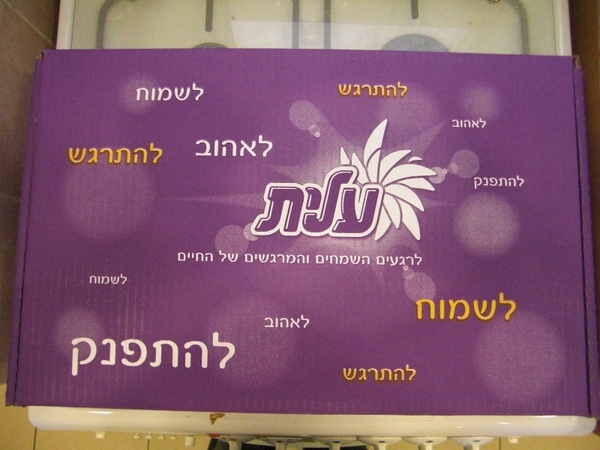 לשמוח
להתרגש
לאהוב
לאהוב
להתרגש
להתפנק
עלית
לרגעים השמחים והמרגשים של החיים
לשמוח
לשמוח
לאהוב
להתפנק
להתרגש